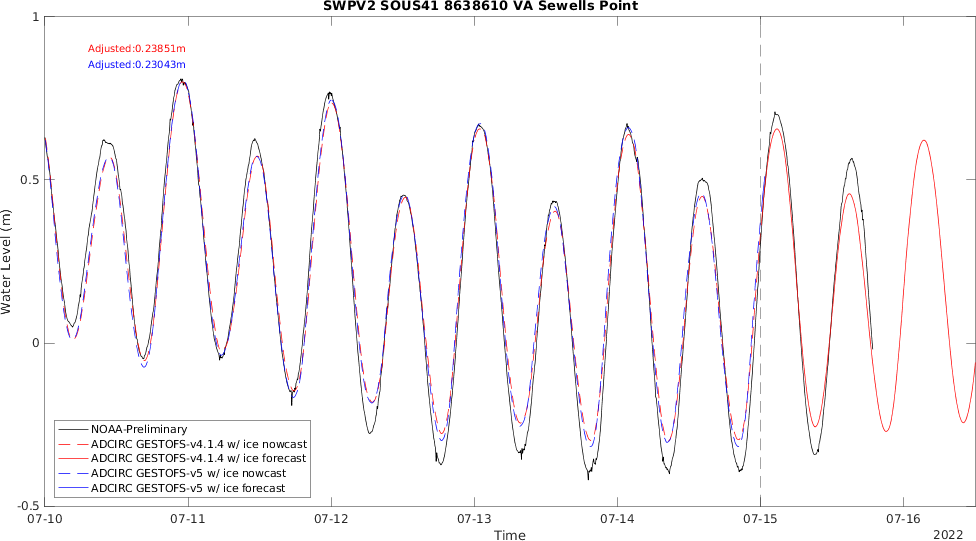 SWPV2 SOUS41 8638610 VA Sewells Point
1
Adjusted:0.23851m
Adjusted:0.23043m
0.5
Water Level (m)
0
NOAA-Preliminary
ADCIRC GESTOFS-v4.1.4 w/ ice nowcast
ADCIRC GESTOFS-v4.1.4 w/ ice forecast
ADCIRC GESTOFS-v5 w/ ice nowcast
ADCIRC GESTOFS-v5 w/ ice forecast
-0.5
07-10 07-11 07-12 07-13 07-14 07-15 07-16
Time
2022